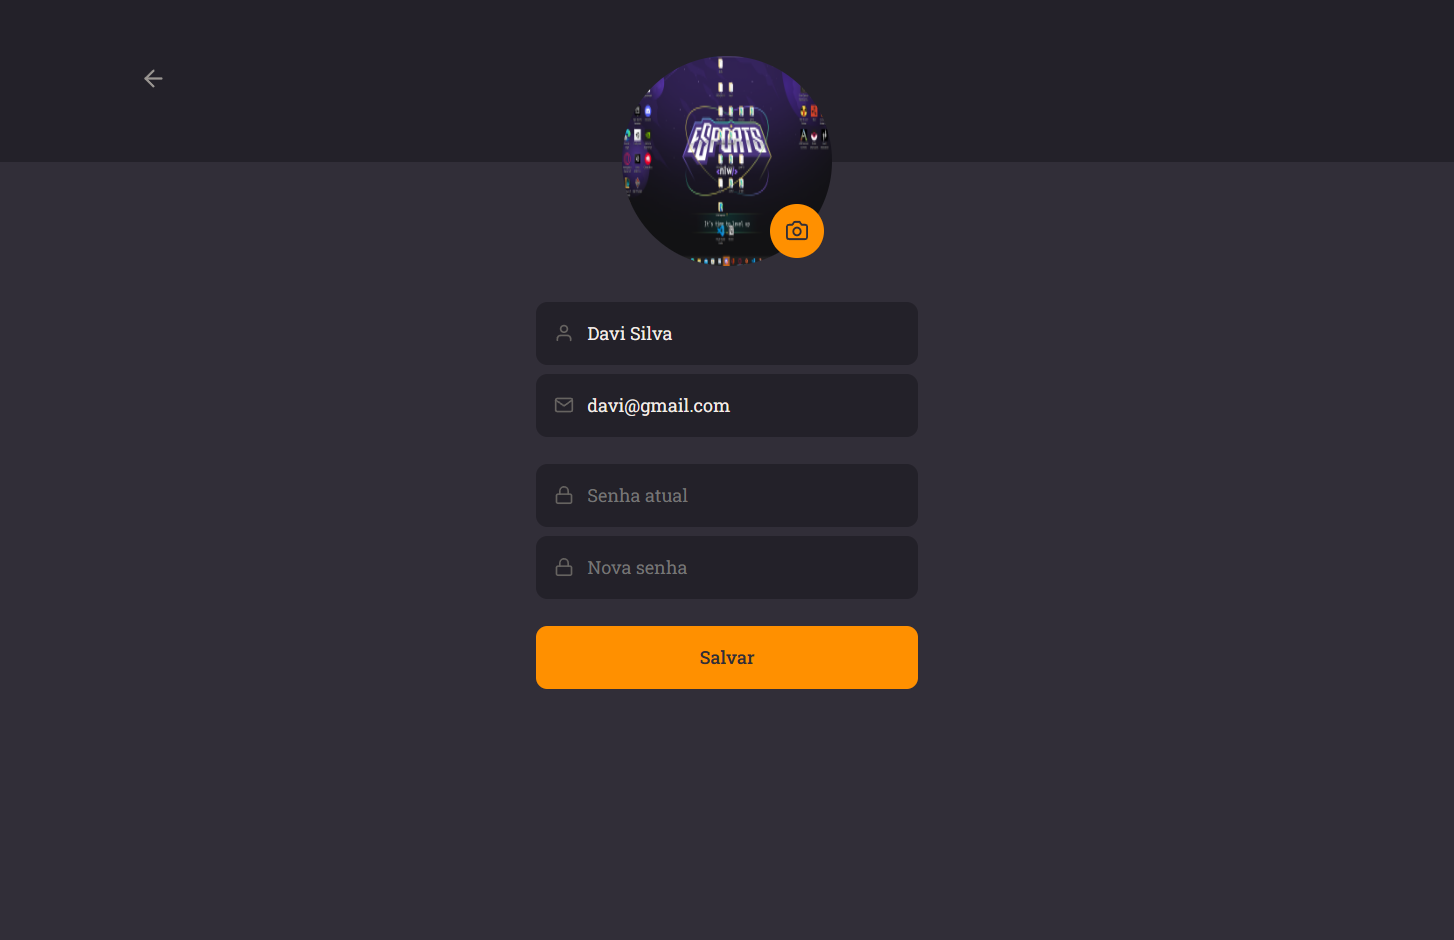 ESPORTS
nlw
It's time to level up
Davi Silva
davi@gmail.com
Senha atual
Nova senha
Salvar